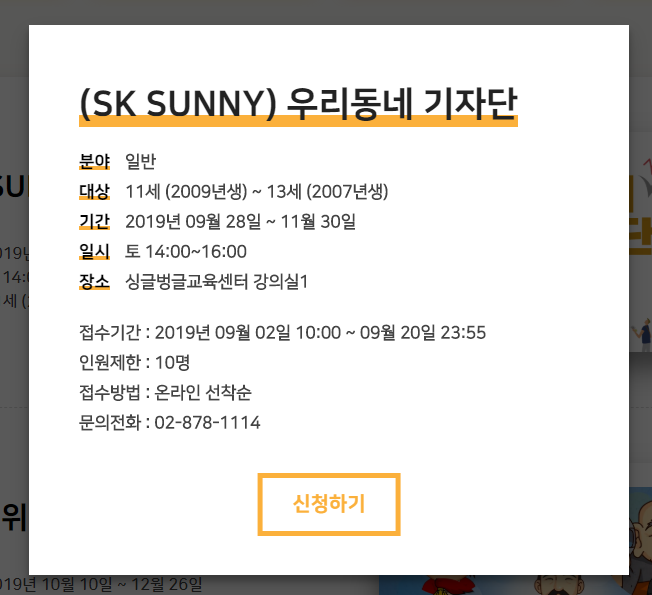 (SK SUNNY) 우리동네 기자단
분야 일반
대상 11세 (2009년생) ~ 13세 (2007년생)
기간 2019년 09월 28일 ~ 11월 30일
일시 토 14:00~16:00
장소 싱글벙글교육센터 강의실1
접수기간 : 2019년 09월 02일 10:00 ~ 09월 20일 23:55
인원제한 : 10명
접수방법 : 온라인 선착순
문의전화 : 02-878-1114
신청하기
10월 10일 ~ 12월 26일